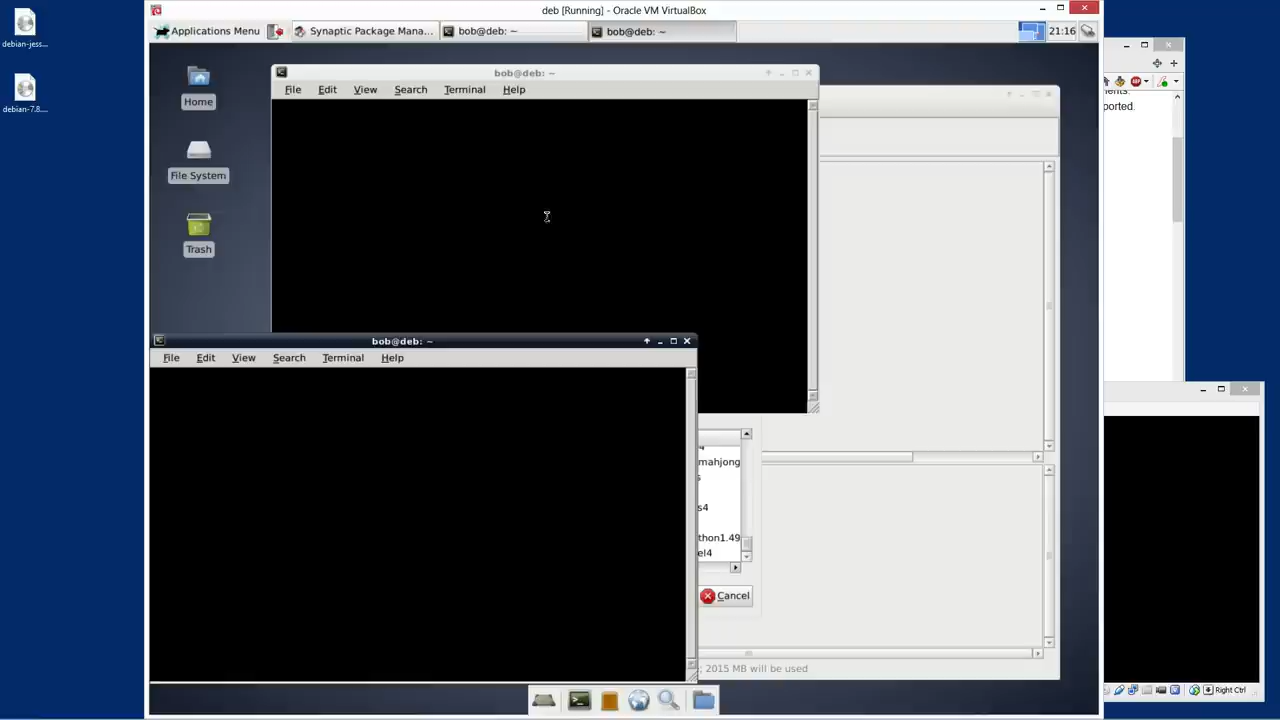 deb [Running] - Oracle VM VirtualBox
Applications Menu
Synaptic Package Mana...
bob@deb: ~
bob@deb: ~
21:16
debian-jess...
debian-7.8....
Home
File System
Trash
bob@deb: ~
File Edit View Search Terminal Help
ported.
bob@deb: ~
File Edit View Search Terminal Help
mahjong
s4
thon1.49
el4
Cancel
2015 MB will be used
Right Ctrl